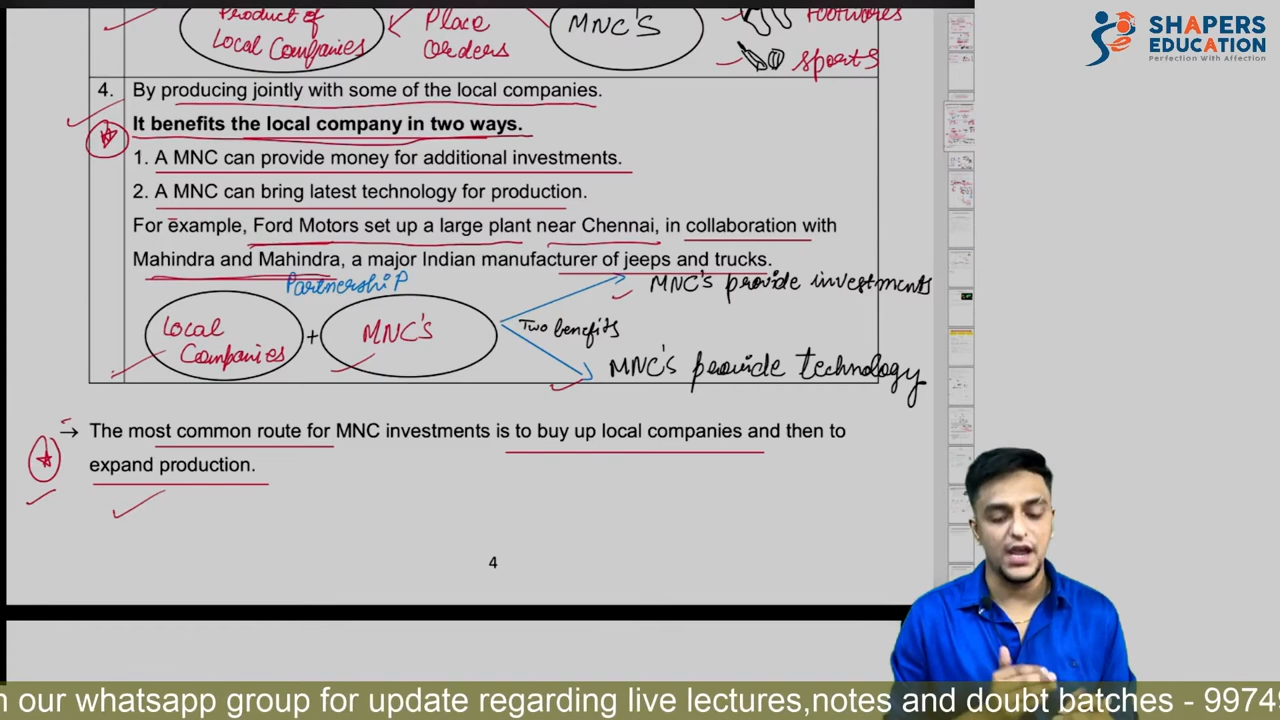 Product of
Local Companies
Place
orders
MNC'S
Footwores
sports
SHAPERS
EDUCATION
Perfection With Affection
4. By producing jointly with some of the local companies.
It benefits the local company in two ways.
1. A MNC can provide money for additional investments.
2. A MNC can bring latest technology for production.
For example, Ford Motors set up a large plant near Chennai, in collaboration with
Mahindra and Mahindra, a major Indian manufacturer of jeeps and trucks.
Partnership
MNC's provide investments
Local
Companies
+
MNC's
Two benefits
MNC's provide technology
→ The most common route for MNC investments is to buy up local companies and then to
expand production.
4
our whatsapp group for update regarding live lectures,notes and doubt batches - 9974